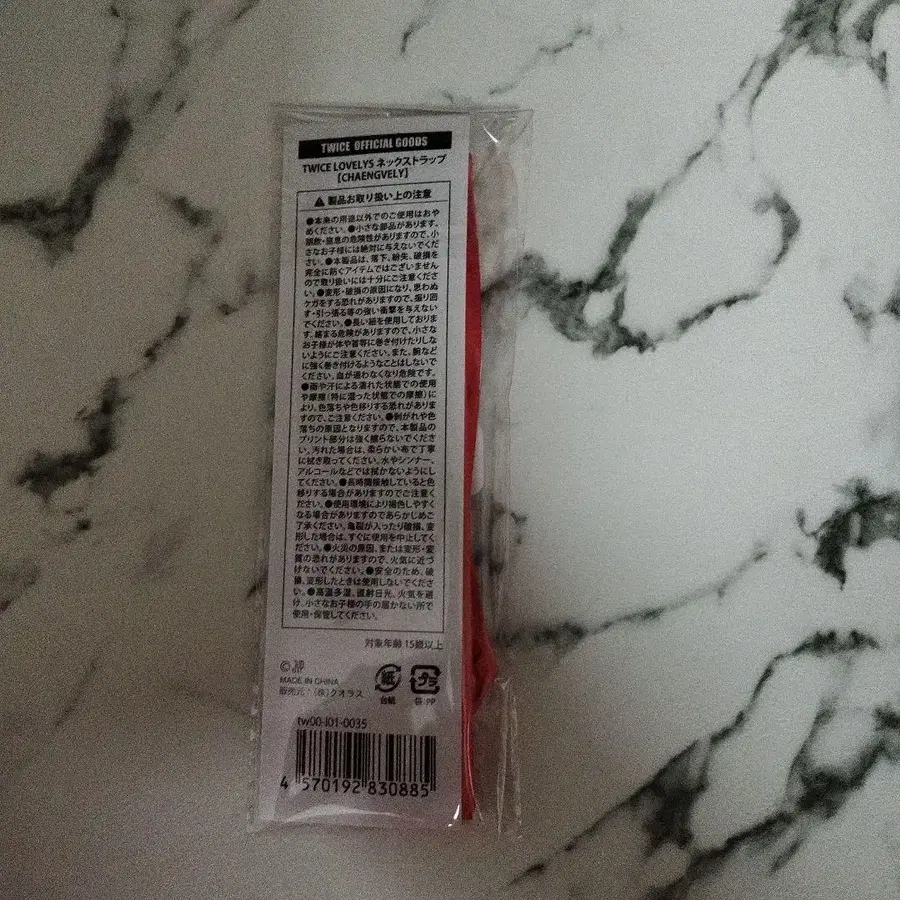 TWICE OFFICIAL GOODS
TWICE LOVELYS ネックストラップ
【CHAENGVELY】
⚠ 製品お取り扱い上の注意
●本来の用途以外でのご使用はおや
めください。●小さな部品があります。
誤飲・窒息の危険性がありますので、小
さなお子様には絶対に与えないでくだ
さい。●本製品は、落下、紛失、破損を
完全に防ぐアイテムではございません
ので取り扱いには十分にご注意くださ
い。●変形・破損の原因になり、思わぬ
ケガをする恐れがありますので、振り回
す・引っ張る等の強い衝撃を与えない
でください。●長い紐を使用しておりま
す。絡まる危険がありますので、小さな
お子様が体や首等に巻き付けたりしな
いようにご注意ください。また、腕など
に強く巻き付けるようなことはしないで
ください。血が通わなくなり危険です。
●雨や汗による濡れた状態での使用
や摩擦(特に湿った状態での摩擦)に
より、色落ちや色移りする恐れがありま
すので、ご注意ください。●剥がれや色
落ちの原因となりますので、本製品の
プリント部分は強く擦らないでくださ
い。汚れた場合は、柔らかい布で丁寧
に拭き取ってください。水やシンナー、
アルコールなどでは拭かないようにし
てください。●長時間接触していると色
移りする場合がありますのでご注意く
ださい。●使用環境により褐色しやすく
なる場合がありますのであらかじめご
了承ください。亀裂が入ったり破損、変
形した場合は、すぐに使用を中止してく
ださい。●火災の原因、または変形・変
質の恐れがありますので、火気に近づ
けないでください。●安全のため、破
損、変形したときは使用しないでくださ
い。●高温多湿、直射日光、火気を避
け、小さなお子様の手の届かない所で
使用・保管してください。
対象年齢 15歳以上
© JYP
MADE IN CHINA
販売元:(株)クオラス
紙
台紙
プラ
袋:PP
tw00-l01-0035
4 570192 830885